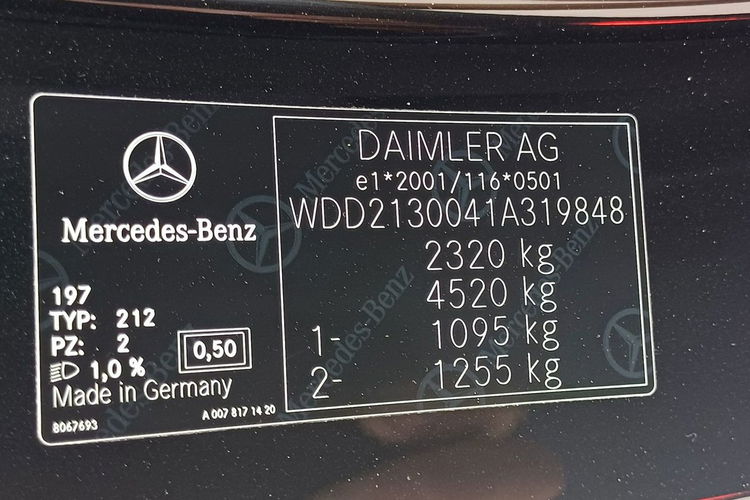 Mercedes-Benz
197
TYP: 212
PZ: 2
0,50
1,0 %
Made in Germany
8067693
A 007 817 14 20
DAIMLER AG
e1*2001/116*0501
WDD2130041A319848
2320 kg
4520 kg
1- 1095 kg
2- 1255 kg